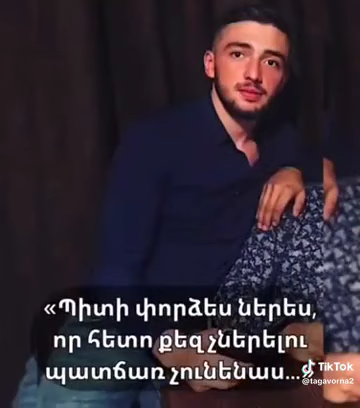 «Պիտի փորձես ներես,
որ հետո քեզ չներելու
պատճառ չունենաս...»
TikTok
@tagavorna2